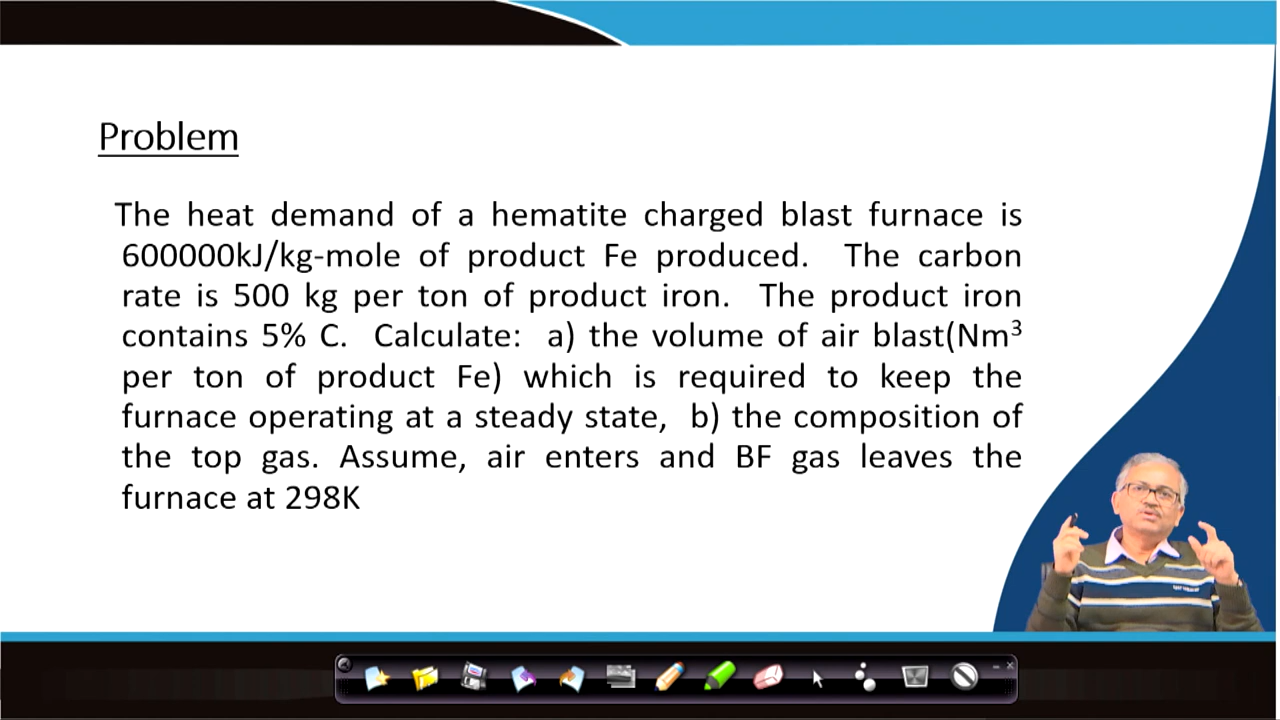 Problem
The heat demand of a hematite charged blast furnace is
600000kJ/kg-mole of product Fe produced. The carbon
rate is 500 kg per ton of product iron. The product iron
contains 5% C. Calculate: a) the volume of air blast(Nm³
per ton of product Fe) which is required to keep the
furnace operating at a steady state, b) the composition of
the top gas. Assume, air enters and BF gas leaves the
furnace at 298K